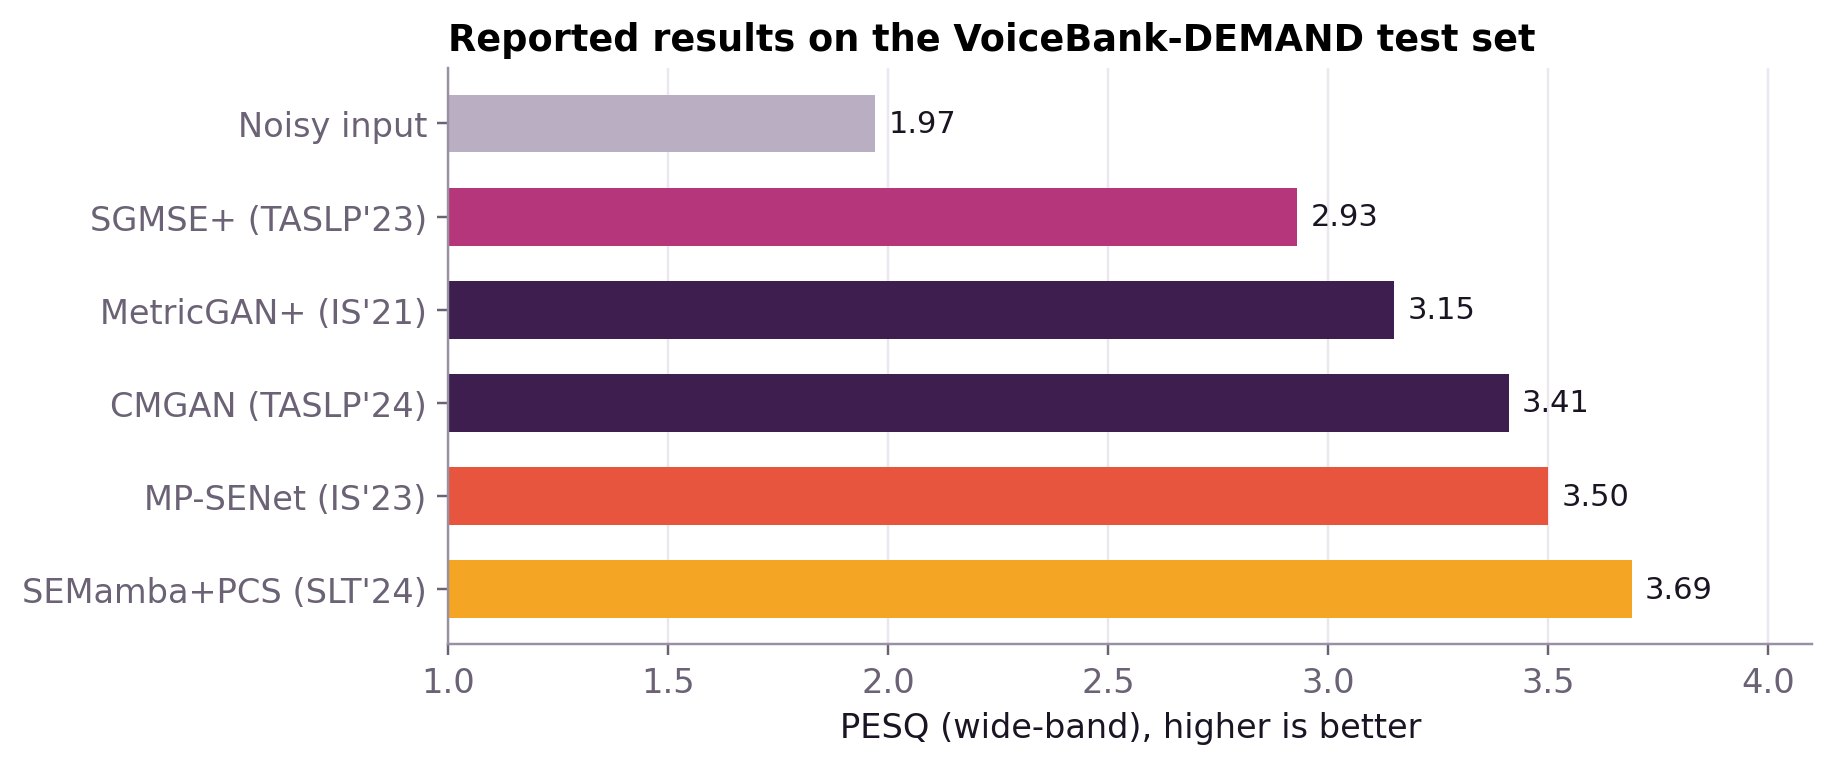 Reported results on the VoiceBank-DEMAND test set
Noisy input 1.97
SGMSE+ (TASLP'23) 2.93
MetricGAN+ (IS'21) 3.15
CMGAN (TASLP'24) 3.41
MP-SENet (IS'23) 3.50
SEMamba+PCS (SLT'24) 3.69
1.0 1.5 2.0 2.5 3.0 3.5 4.0
PESQ (wide-band), higher is better